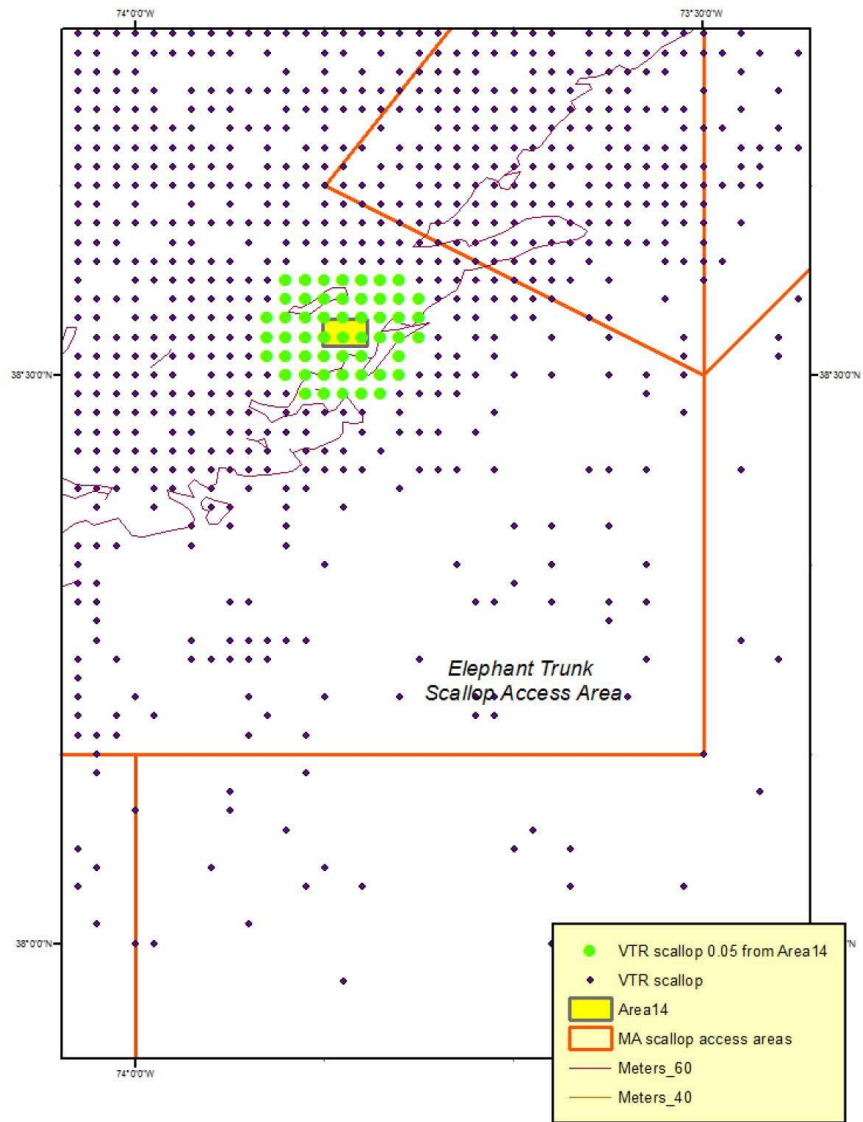 74°0'0"W 73°30'0"W
38°30'0"N 38°30'0"N
Elephant Trunk
Scallop Access Area
38°0'0"N
74°0'0"W
VTR scallop 0.05 from Area14
VTR scallop
Area14
MA scallop access areas
Meters_60
Meters_40